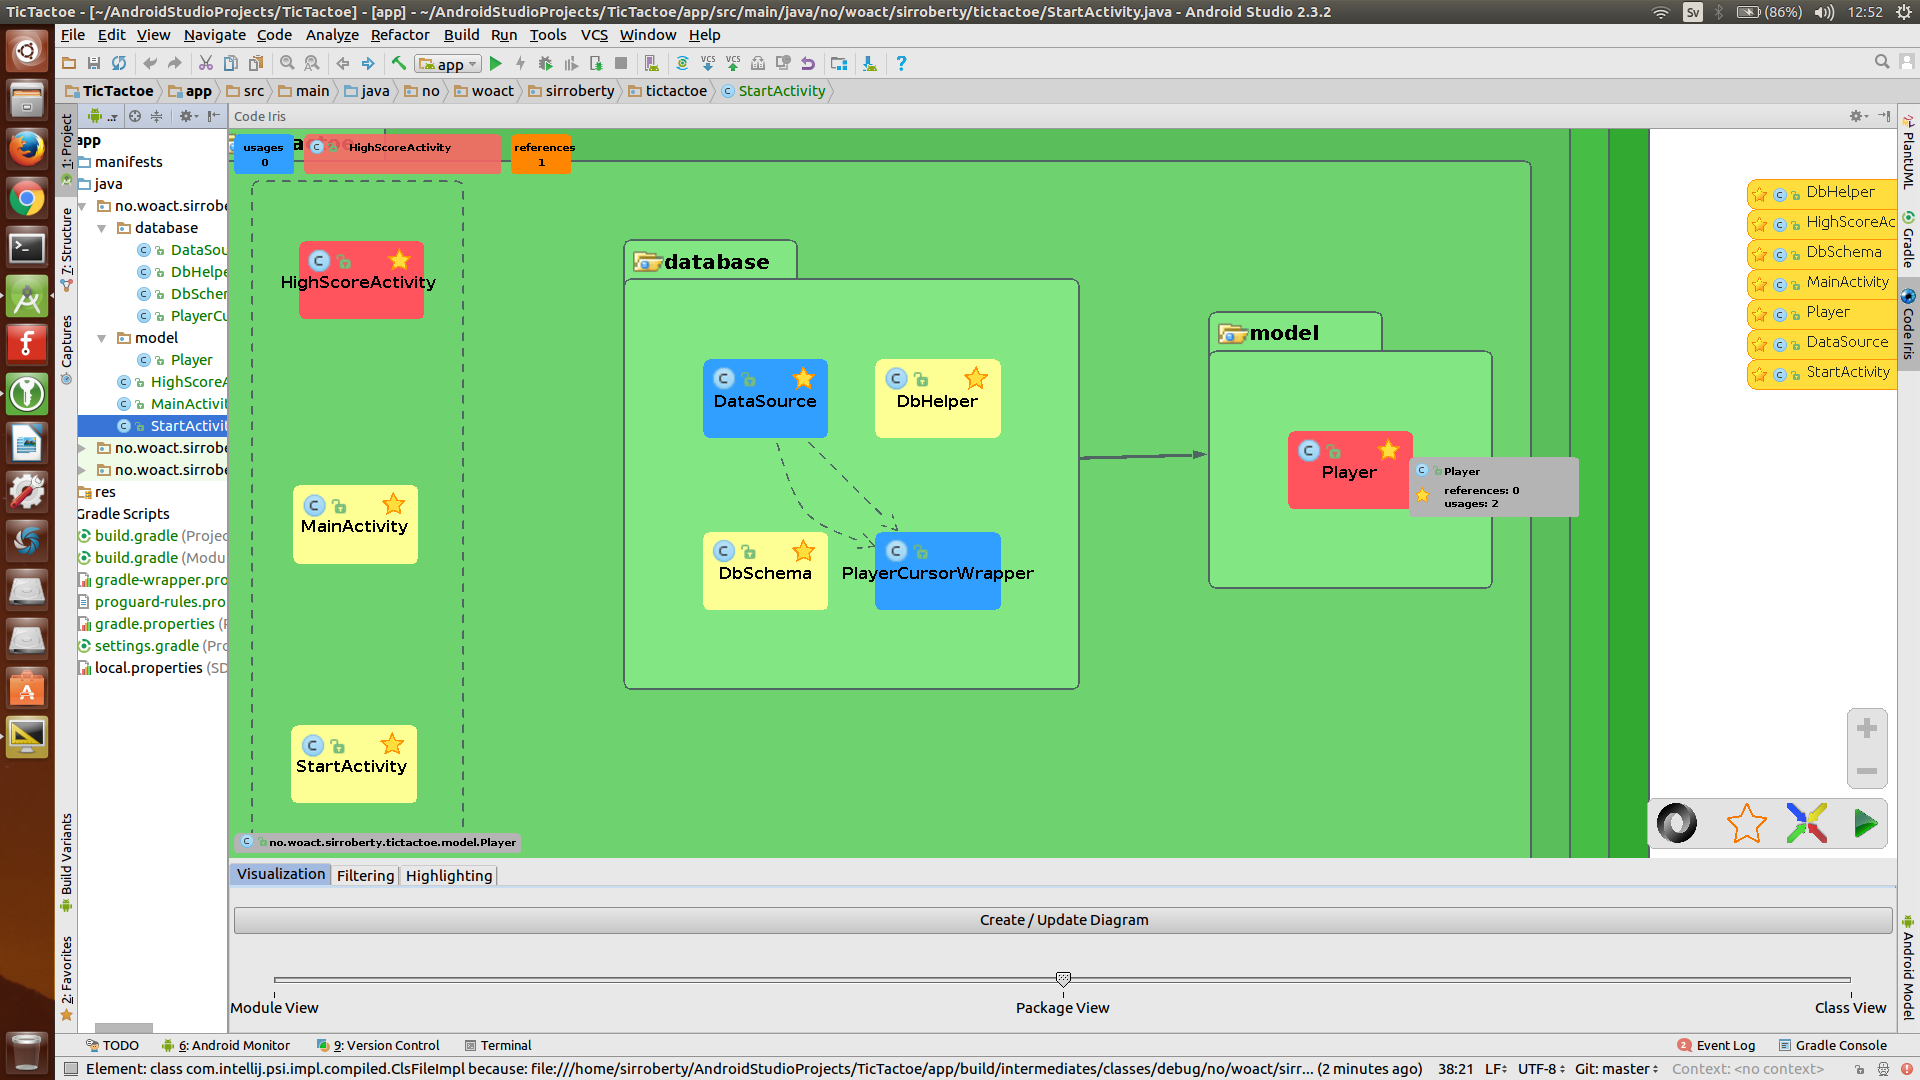 TicTactoe - [~/AndroidStudioProjects/TicTactoe] - [app] - ~/AndroidStudioProjects/TicTactoe/app/src/main/java/no/woact/sirroberty/tictactoe/StartActivity.java - Android Studio 2.3.2
Sv (86%) 12:52
File Edit View Navigate Code Analyze Refactor Build Run Tools VCS Window Help
app
TicTactoe app src main java no woact sirroberty tictactoe StartActivity
Code Iris
1: Project
Z: Structure
Captures
Build Variants
2: Favorites
app
manifests
java
no.woact.sirrobe
database
DataSou
DbHelpe
DbScher
PlayerCu
model
Player
HighScoreA
MainActivit
StartActivit
no.woact.sirrobe
no.woact.sirrobe
res
Gradle Scripts
build.gradle (Projec
build.gradle (Modu
gradle-wrapper.pro
proguard-rules.pro
gradle.properties (P
settings.gradle (Pro
local.properties (SD
usages
0
HighScoreActivity
references
1
HighScoreActivity
MainActivity
StartActivity
database
DataSource
DbHelper
DbSchema
PlayerCursorWrapper
model
Player
Player
references: 0
usages: 2
no.woact.sirroberty.tictactoe.model.Player
DbHelper
HighScoreAc
DbSchema
MainActivity
Player
DataSource
StartActivity
PlantUML
Gradle
Code Iris
Android Model
Visualization Filtering Highlighting
Create / Update Diagram
Module View Package View Class View
TODO 6: Android Monitor 9: Version Control Terminal 2 Event Log Gradle Console
Element: class com.intellij.psi.impl.compiled.ClsFileImpl because: file:///home/sirroberty/AndroidStudioProjects/TicTactoe/app/build/intermediates/classes/debug/no/woact/sirr... (2 minutes ago) 38:21 LF UTF-8 Git: master Context: <no context>